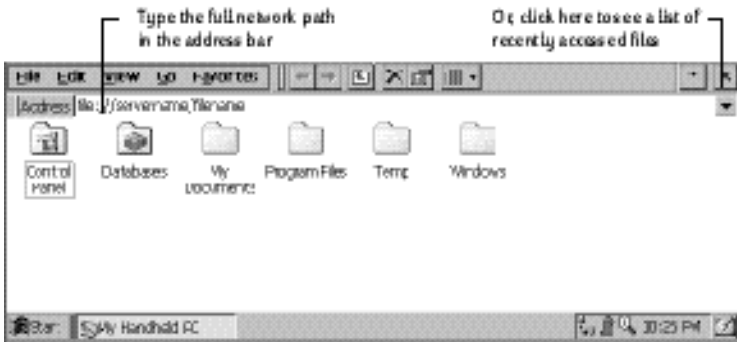 Type the full network path
in the address bar
Or, click here to see a list of
recently accessed files
File Edit View Go Favorites
Address file://servername/filename
Control
Panel
Databases
My
Documents
Program Files
Temp
Windows
Start
My Handheld PC
10:25 PM